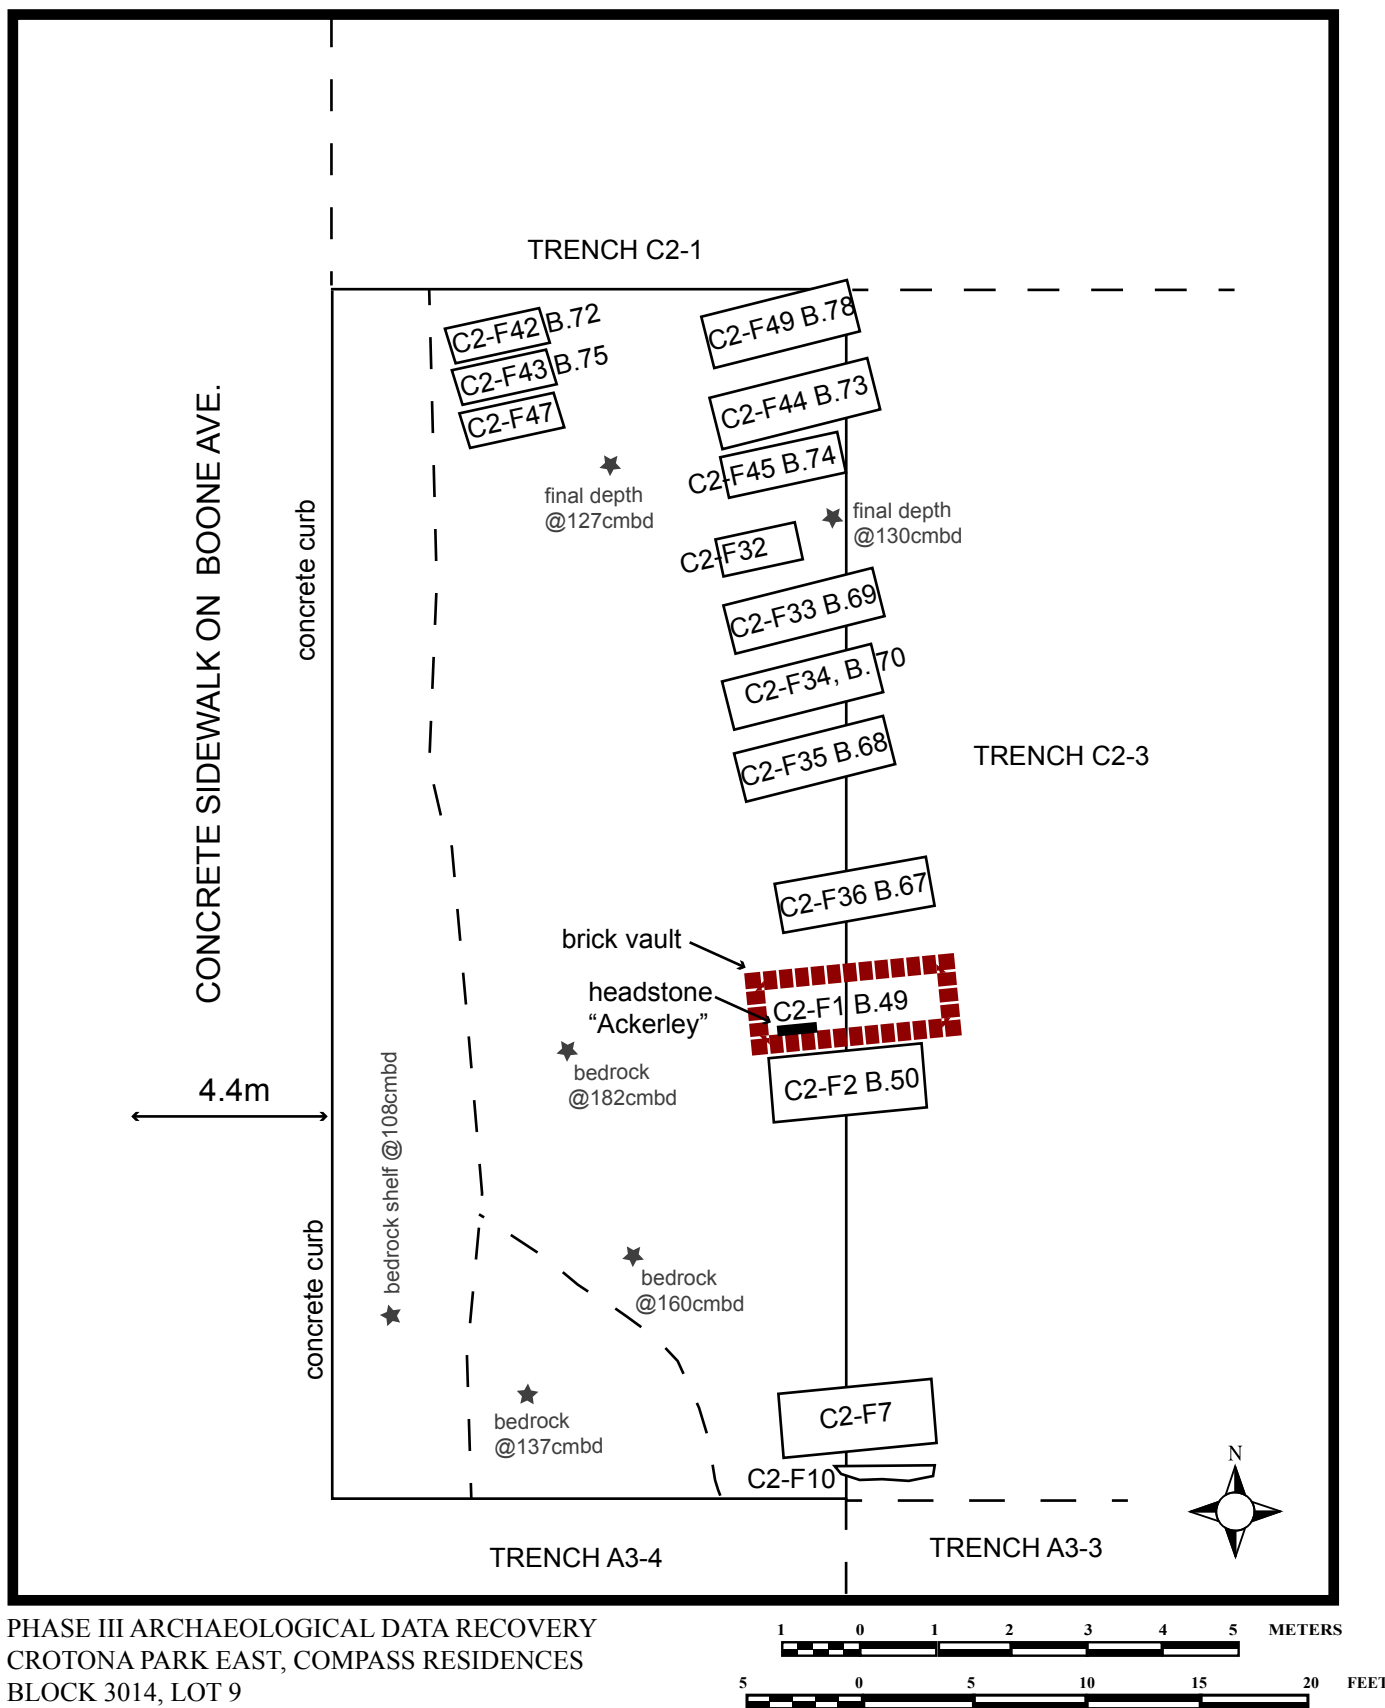 TRENCH C2-1
C2-F42 B.72
C2-F49 B.78
C2-F43 B.75
C2-F44 B.73
C2-F47
C2-F45 B.74
final depth
@127cmbd
final depth
@130cmbd
CONCRETE SIDEWALK ON BOONE AVE.
concrete curb
C2-F32
C2-F33 B.69
C2-F34, B. 70
C2-F35 B.68
TRENCH C2-3
C2-F36 B.67
brick vault
headstone
“Ackerley”
C2-F1 B.49
C2-F2 B.50
bedrock
@182cmbd
4.4m
bedrock shelf @108cmbd
concrete curb
bedrock
@160cmbd
bedrock
@137cmbd
C2-F7
C2-F10
N
TRENCH A3-4
TRENCH A3-3
PHASE III ARCHAEOLOGICAL DATA RECOVERY
CROTONA PARK EAST, COMPASS RESIDENCES
BLOCK 3014, LOT 9
1 0 1 2 3 4 5 METERS
5 0 5 10 15 20 FEET